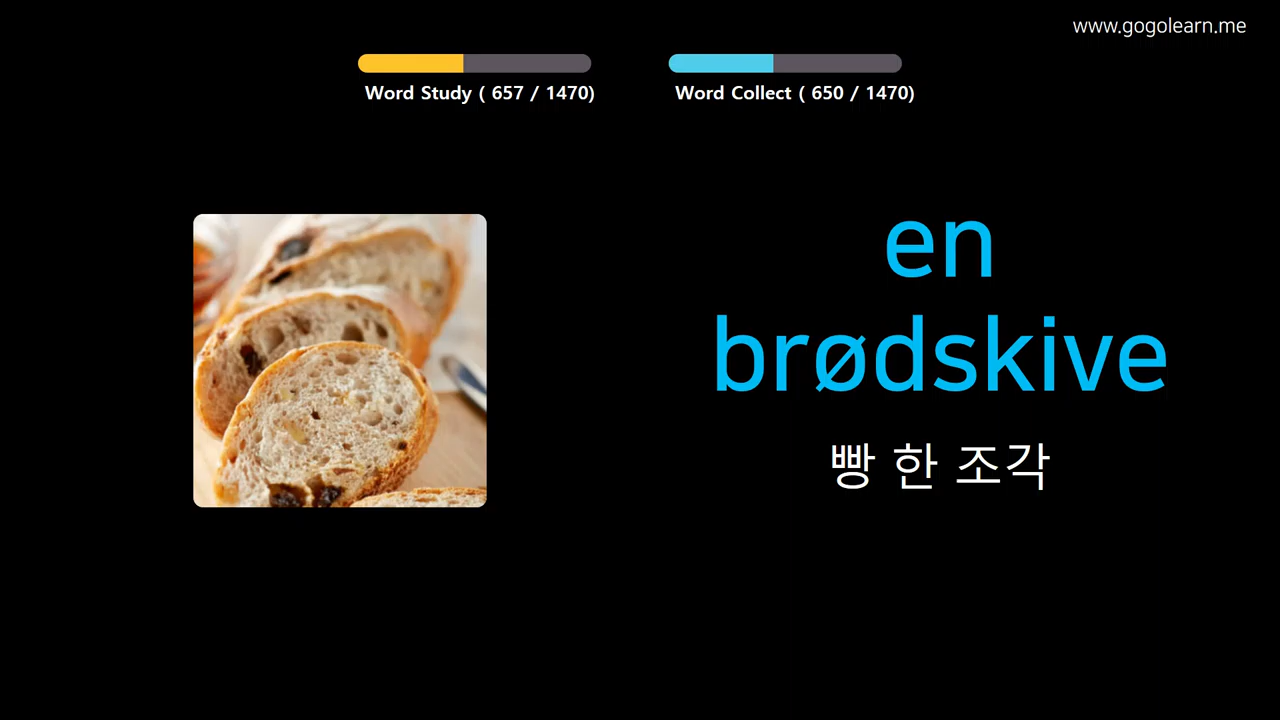 www.gogolearn.me
Word Study ( 657 / 1470)
Word Collect ( 650 / 1470)
en
brødskive
빵 한 조각